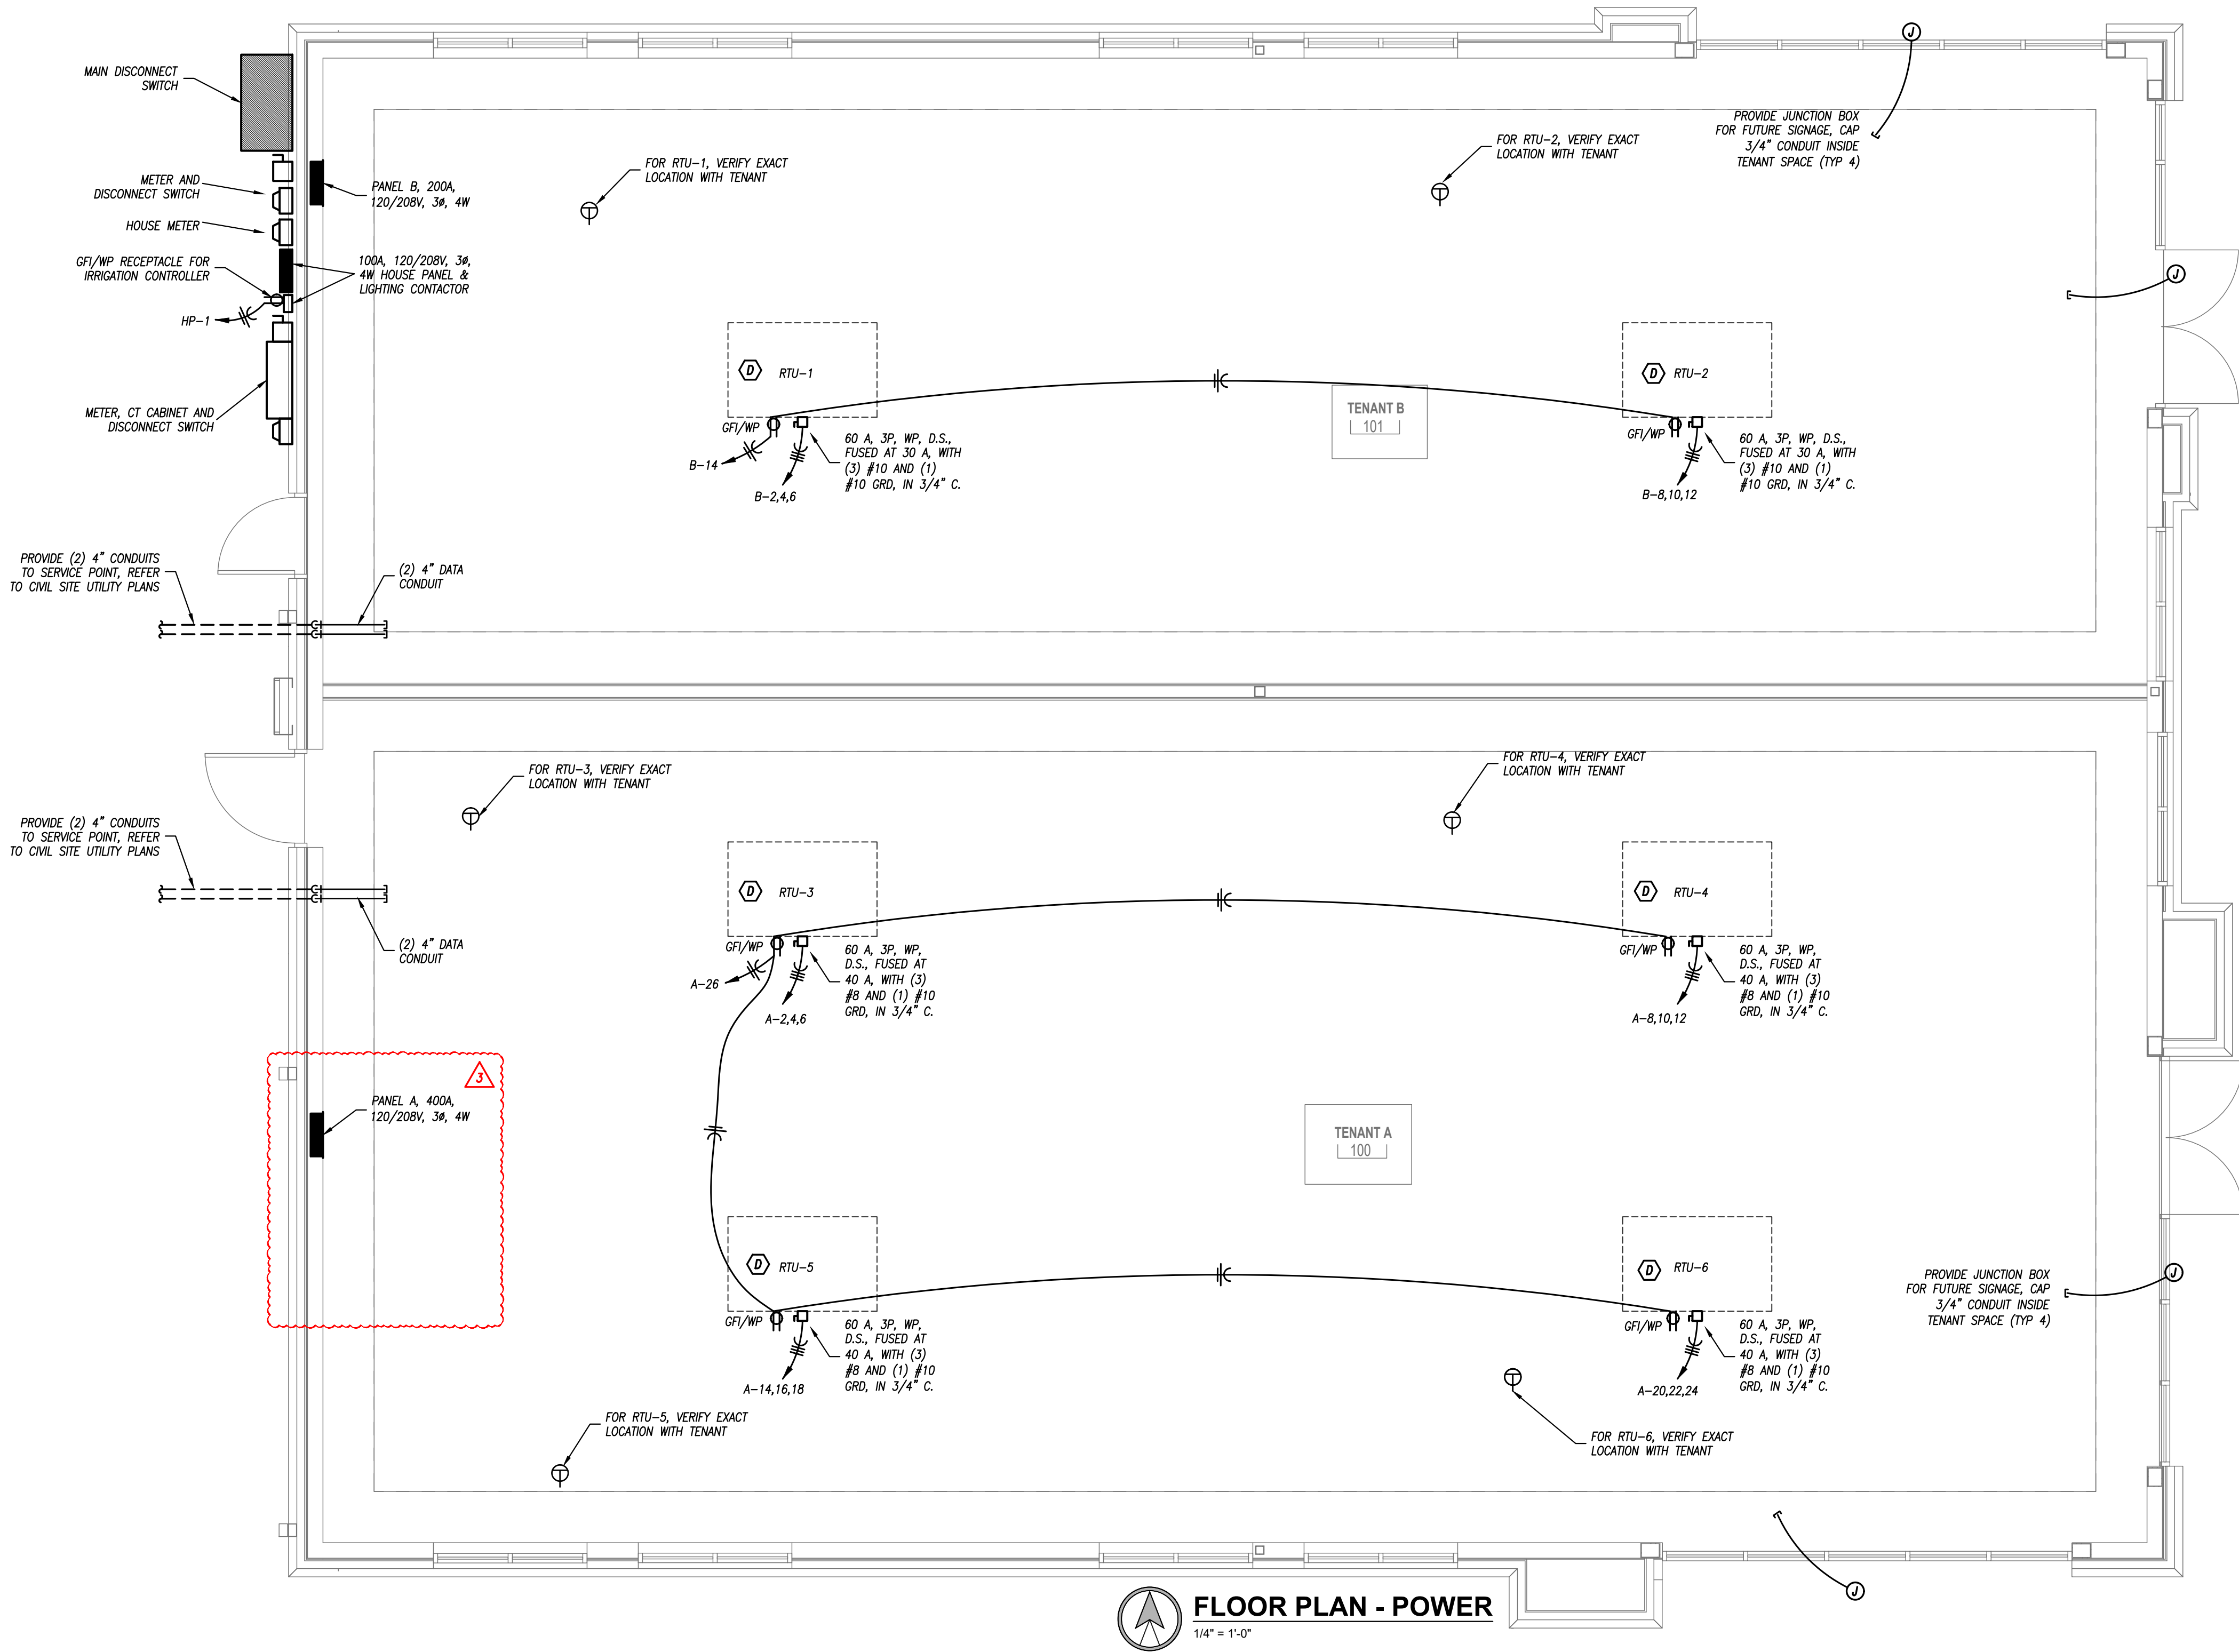 MAIN DISCONNECT
SWITCH
METER AND
DISCONNECT SWITCH
HOUSE METER
GFI/WP RECEPTACLE FOR
IRRIGATION CONTROLLER
HP-1
METER, CT CABINET AND
DISCONNECT SWITCH
PANEL B, 200A,
120/208V, 3ø, 4W
100A, 120/208V, 3ø,
4W HOUSE PANEL &
LIGHTING CONTACTOR
FOR RTU-1, VERIFY EXACT
LOCATION WITH TENANT
FOR RTU-2, VERIFY EXACT
LOCATION WITH TENANT
J
PROVIDE JUNCTION BOX
FOR FUTURE SIGNAGE, CAP
3/4" CONDUIT INSIDE
TENANT SPACE (TYP 4)
J
D RTU-1
D RTU-2
TENANT B
101
GFI/WP
B-14
B-2,4,6
60 A, 3P, WP, D.S.,
FUSED AT 30 A, WITH
(3) #10 AND (1)
#10 GRD, IN 3/4" C.
GFI/WP
B-8,10,12
60 A, 3P, WP, D.S.,
FUSED AT 30 A, WITH
(3) #10 AND (1)
#10 GRD, IN 3/4" C.
PROVIDE (2) 4" CONDUITS
TO SERVICE POINT, REFER
TO CIVIL SITE UTILITY PLANS
(2) 4" DATA
CONDUIT
FOR RTU-3, VERIFY EXACT
LOCATION WITH TENANT
FOR RTU-4, VERIFY EXACT
LOCATION WITH TENANT
PROVIDE (2) 4" CONDUITS
TO SERVICE POINT, REFER
TO CIVIL SITE UTILITY PLANS
(2) 4" DATA
CONDUIT
D RTU-3
D RTU-4
GFI/WP
A-26
A-2,4,6
60 A, 3P, WP,
D.S., FUSED AT
40 A, WITH (3)
#8 AND (1) #10
GRD, IN 3/4" C.
GFI/WP
A-8,10,12
60 A, 3P, WP,
D.S., FUSED AT
40 A, WITH (3)
#8 AND (1) #10
GRD, IN 3/4" C.
3
PANEL A, 400A,
120/208V, 3ø, 4W
TENANT A
100
D RTU-5
D RTU-6
GFI/WP
A-14,16,18
60 A, 3P, WP,
D.S., FUSED AT
40 A, WITH (3)
#8 AND (1) #10
GRD, IN 3/4" C.
GFI/WP
A-20,22,24
60 A, 3P, WP,
D.S., FUSED AT
40 A, WITH (3)
#8 AND (1) #10
GRD, IN 3/4" C.
J
PROVIDE JUNCTION BOX
FOR FUTURE SIGNAGE, CAP
3/4" CONDUIT INSIDE
TENANT SPACE (TYP 4)
FOR RTU-5, VERIFY EXACT
LOCATION WITH TENANT
FOR RTU-6, VERIFY EXACT
LOCATION WITH TENANT
J
FLOOR PLAN - POWER
1/4" = 1'-0"